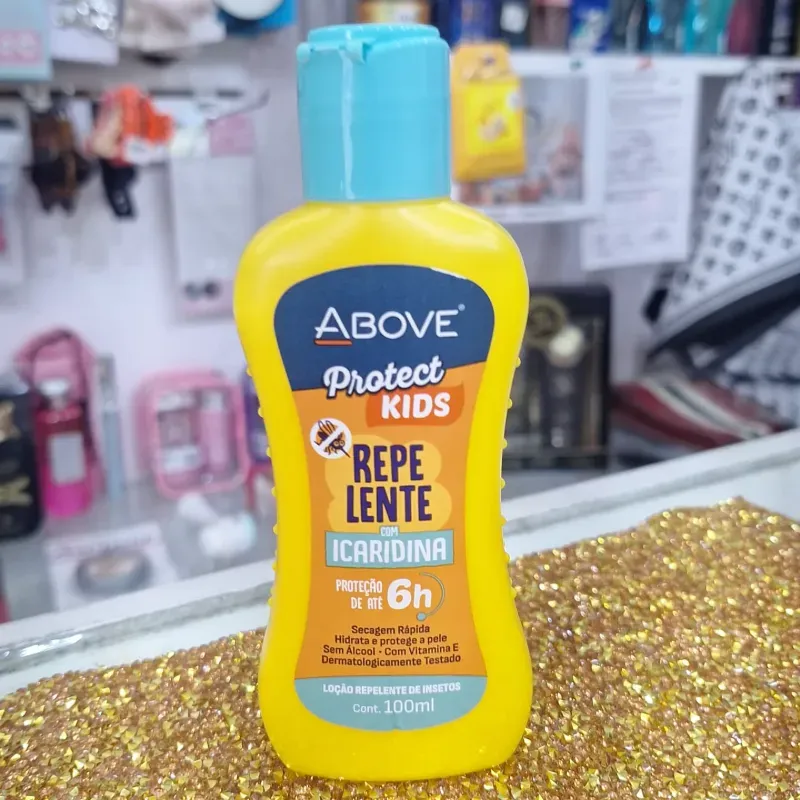 ABOVE®
Protect
KIDS
REPE
LENTE
COM
ICARIDINA
PROTEÇÃO
DE ATÉ 6h
Secagem Rápida
Hidrata e protege a pele
Sem Álcool - Com Vitamina E
Dermatologicamente Testado
LOÇÃO REPELENTE DE INSETOS
Cont. 100ml